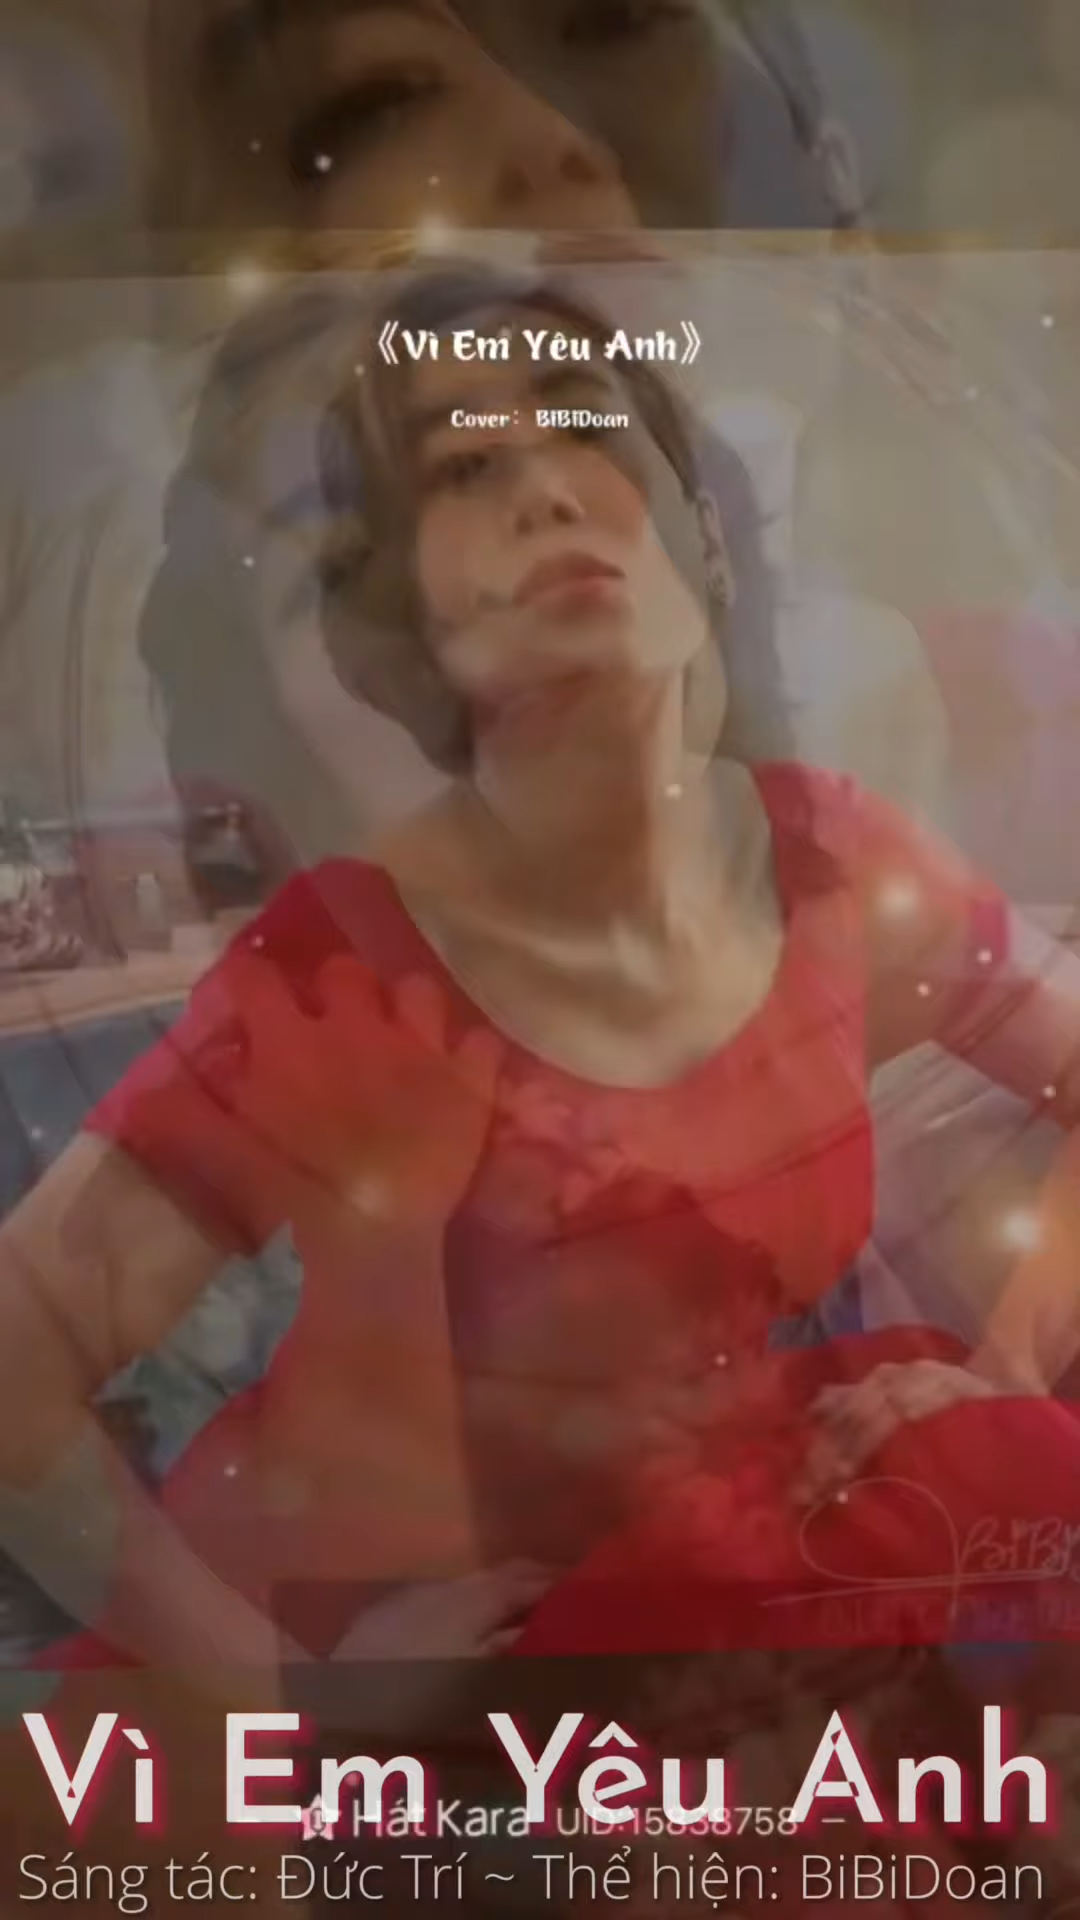 《Vì Em Yêu Anh》
Cover: BiBiDoan
BiBi
Vì Em Yêu Anh
Hát Kara UID:15838758
Sáng tác: Đức Trí ~ Thể hiện: BiBiDoan